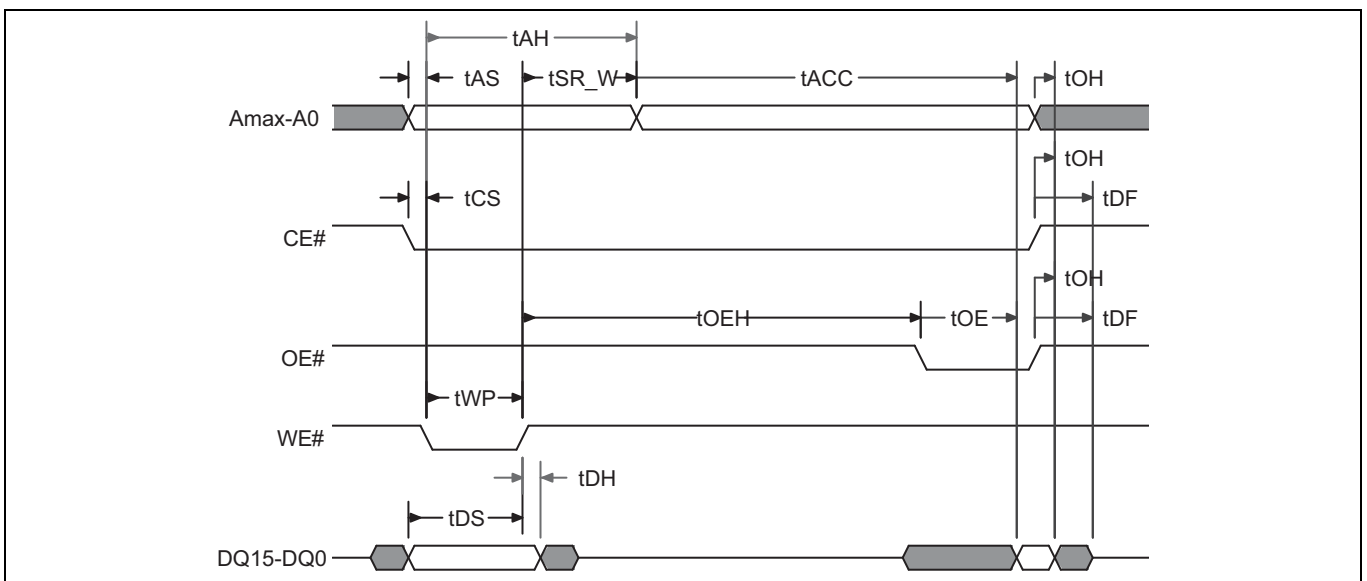 tAH
tAS tSR_W tACC tOH
Amax-A0
tOH
tCS tDF
CE#
tOH
tOEH tOE tDF
OE#
tWP
WE#
tDH
tDS
DQ15-DQ0